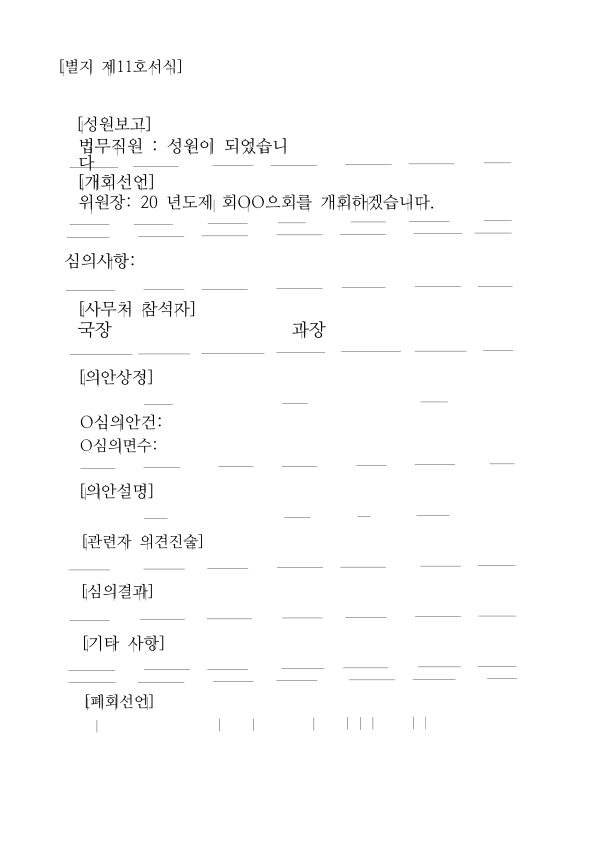 [별지 제11호서식]
[성원보고]
법무직원 : 성원이 되었습니
다
[개회선언]
위원장: 20 년도제 회○○으회를 개회하겠습니다.
심의사항:
[사무처 참석자]
국장 과장
[의안상정]
○심의안건:
○심의면수:
[의안설명]
[관련자 의견진술]
[심의결과]
[기타 사항]
[폐회선언]